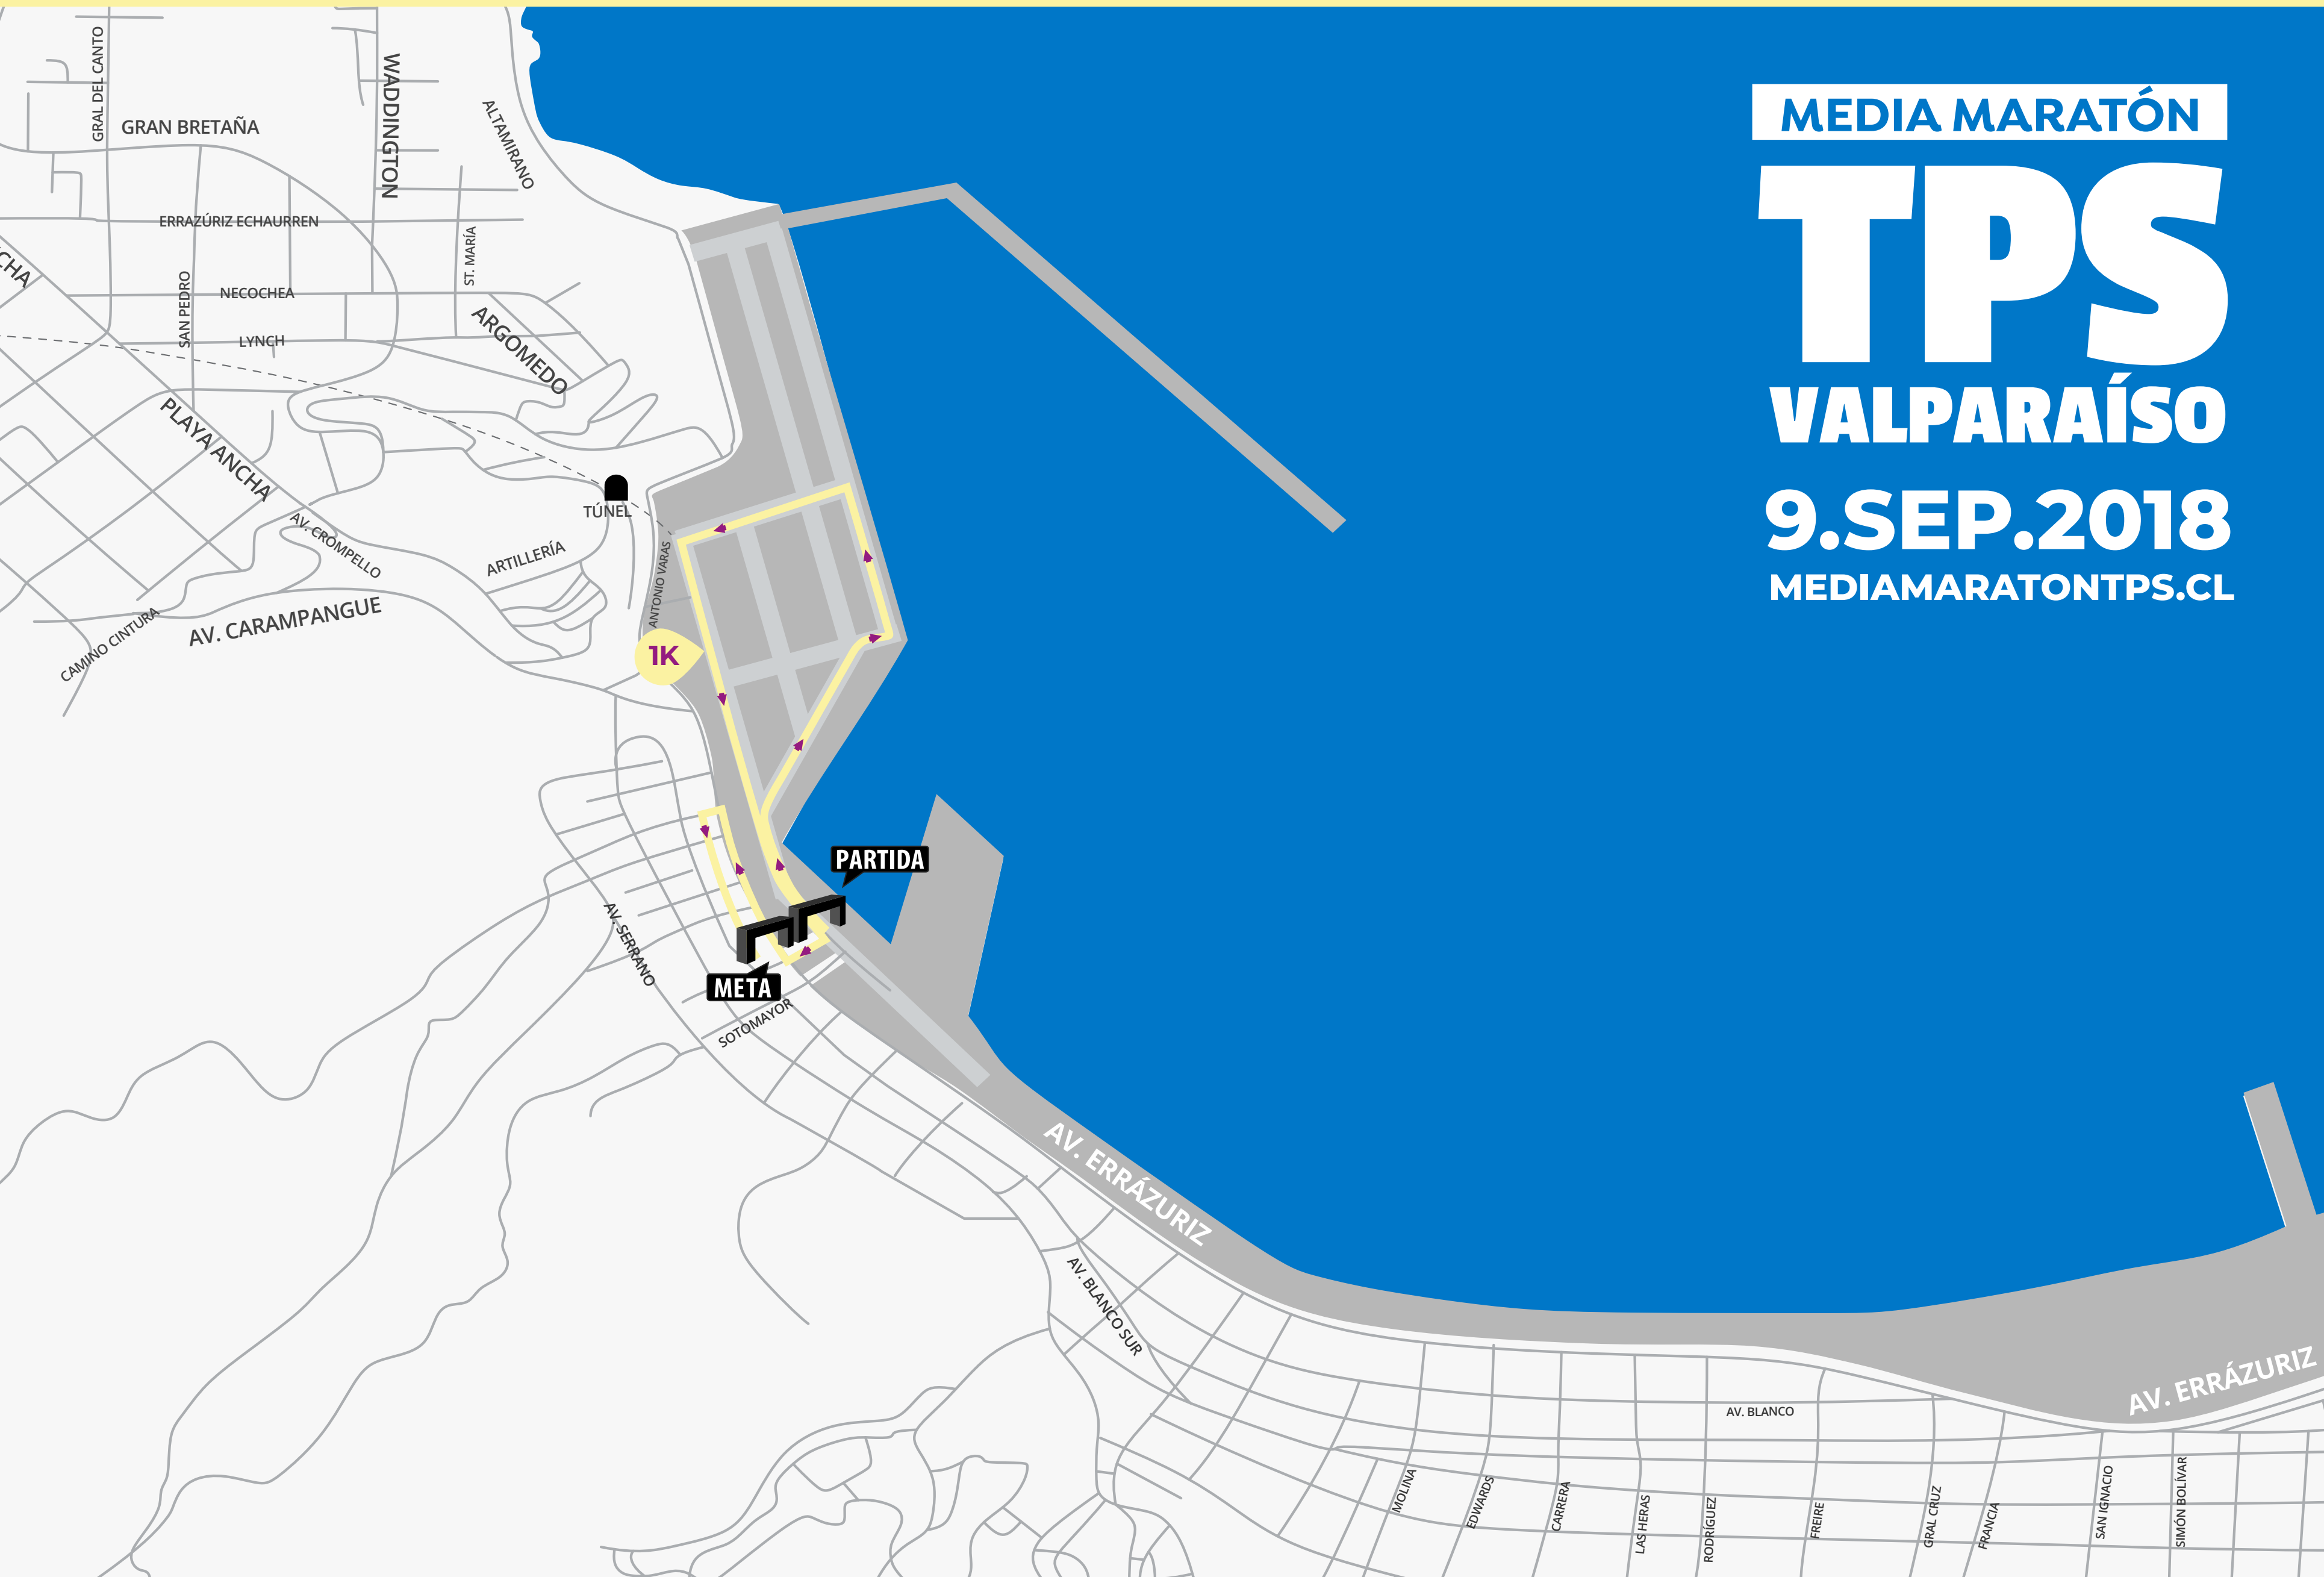 MEDIA MARATÓN
TPS
VALPARAÍSO
9.SEP.2018
MEDIAMARATONTPS.CL
GRAL DEL CANTO
GRAN BRETAÑA
WADDINGTON
ALTAMIRANO
ERRAZÚRIZ ECHAURREN
ST. MARÍA
CHA
SAN PEDRO
NECOCHEA
LYNCH
ARGOMEDO
PLAYA ANCHA
TÚNEL
AV. CROMPELLO
ARTILLERÍA
ANTONIO VARAS
AV. CARAMPANGUE
CAMINO CINTURA
1K
PARTIDA
META
AV. SERRANO
SOTOMAYOR
AV. ERRÁZURIZ
AV. BLANCO SUR
AV. ERRÁZURIZ
AV. BLANCO
MOLINA
EDWARDS
CARRERA
LAS HERAS
RODRÍGUEZ
FREIRE
GRAL CRUZ
FRANCIA
SAN IGNACIO
SIMÓN BOLÍVAR